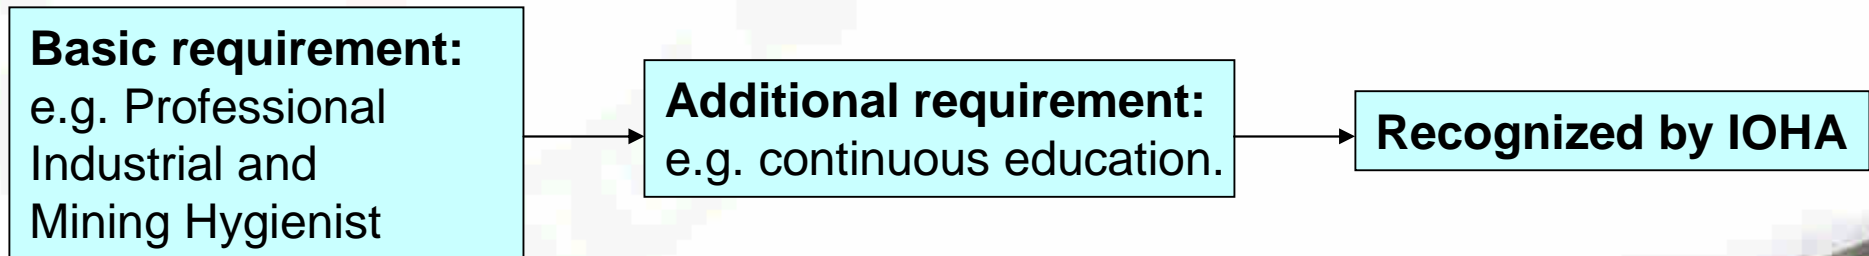 Basic requirement:
e.g. Professional
Industrial and
Mining Hygienist
Additional requirement:
e.g. continuous education.
Recognized by IOHA